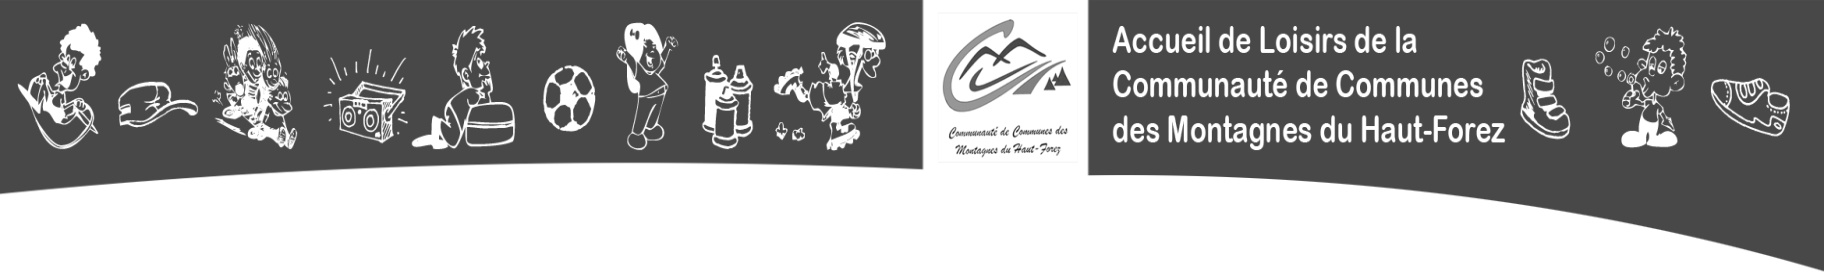 Communauté de Communes des
Montagnes du Haut-Forez
Accueil de Loisirs de la
Communauté de Communes
des Montagnes du Haut-Forez